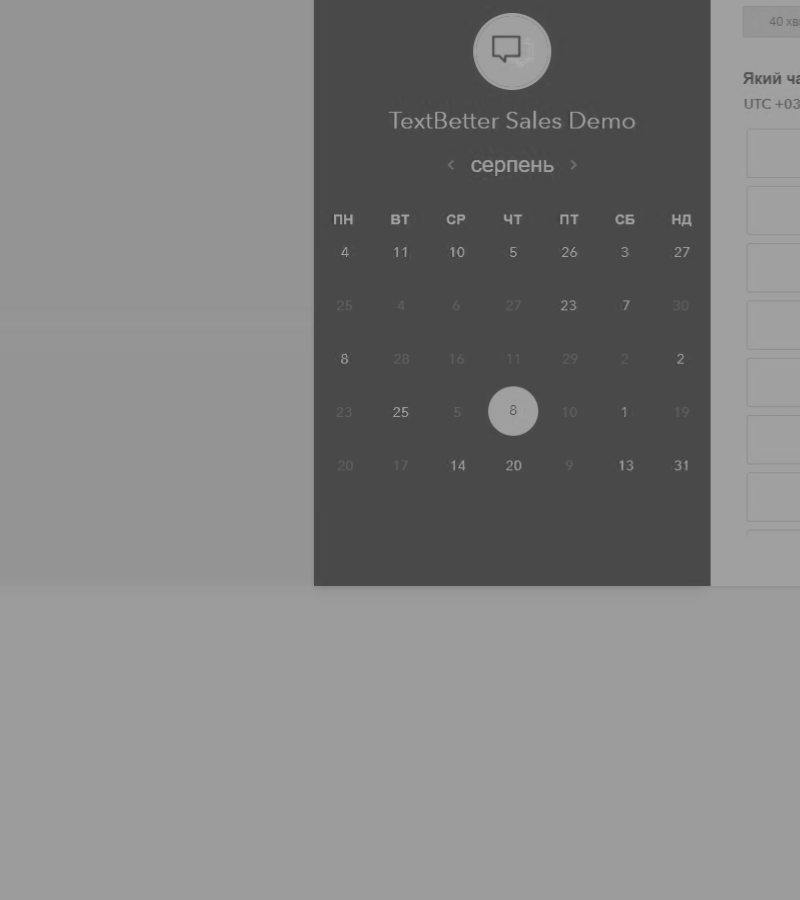 40 хв
Який ча
UTC +03
TextBetter Sales Demo
серпень
ПН ВТ СР ЧТ ПТ СБ НД
4 11 10 5 26 3 27
25 4 6 27 23 7 30
8 28 16 11 29 2 2
23 25 5 8 10 1 19
20 17 14 20 9 13 31